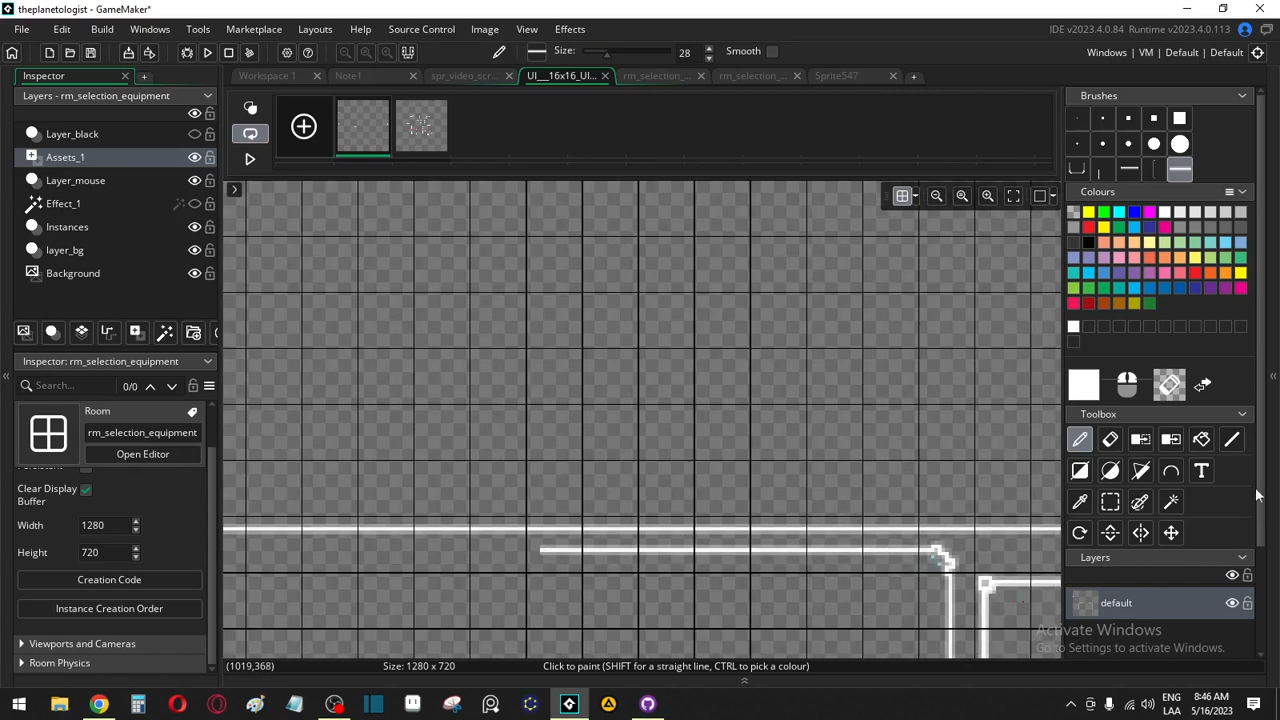 theplanetologist - GameMaker*
File Edit Build Windows Tools Marketplace Layouts Help Source Control Image View Effects
IDE v2023.4.0.84 Runtime v2023.4.0
Size: 28 Smooth
Windows | VM | Default | Default
Inspector
Workspace 1
Note1
spr_video_scr...
UI__16x16_UI...
rm_selection_...
rm_selection_...
Sprite547
Layers - rm_selection_equipment
Layer_black
Assets_1
Layer_mouse
Effect_1
Instances
layer_bg
Background
Inspector: rm_selection_equipment
Search...
0/0
Room
rm_selection_equipment
Open Editor
Clear Display
Buffer
Width 1280
Height 720
Creation Code
Instance Creation Order
Viewports and Cameras
Room Physics
Brushes
Colours
Toolbox
Layers
default
Activate Windows
Go to Settings to activate Windows.
(1019,368)
Size: 1280 x 720
Click to paint (SHIFT for a straight line, CTRL to pick a colour)
ENG
LAA
8:46 AM
5/16/2023